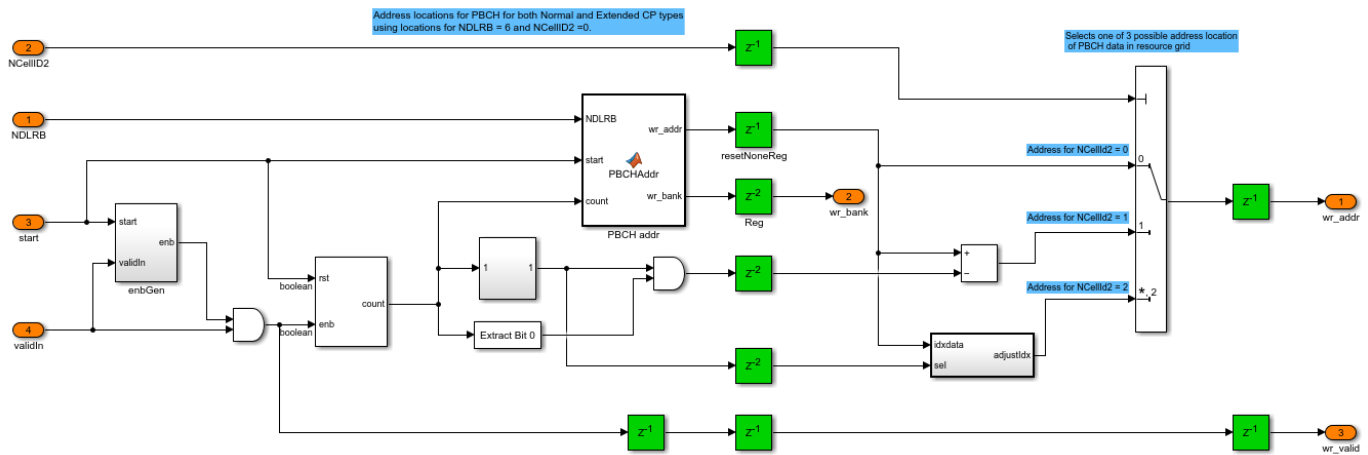 Address locations for PBCH for both Normal and Extended CP types
using locations for NDLRB = 6 and NCellID2 =0.
Selects one of 3 possible address location
of PBCH data in resource grid
2
NCellID2
z-1
1
NDLRB
NDLRB
wr_addr
z-1
resetNoneReg
start
PBCHAddr
wr_bank
z-2
Reg
2
wr_bank
count
PBCH addr
Address for NCellId2 = 0
0
3
start
start
enb
validIn
enbGen
z-1
1
wr_addr
Address for NCellId2 = 1
1
rst
boolean
count
enb
boolean
1
1
z-2
+
−
Address for NCellId2 = 2
*, 2
4
validIn
Extract Bit 0
z-2
idxdata
adjustIdx
sel
z-1
z-1
z-1
3
wr_valid